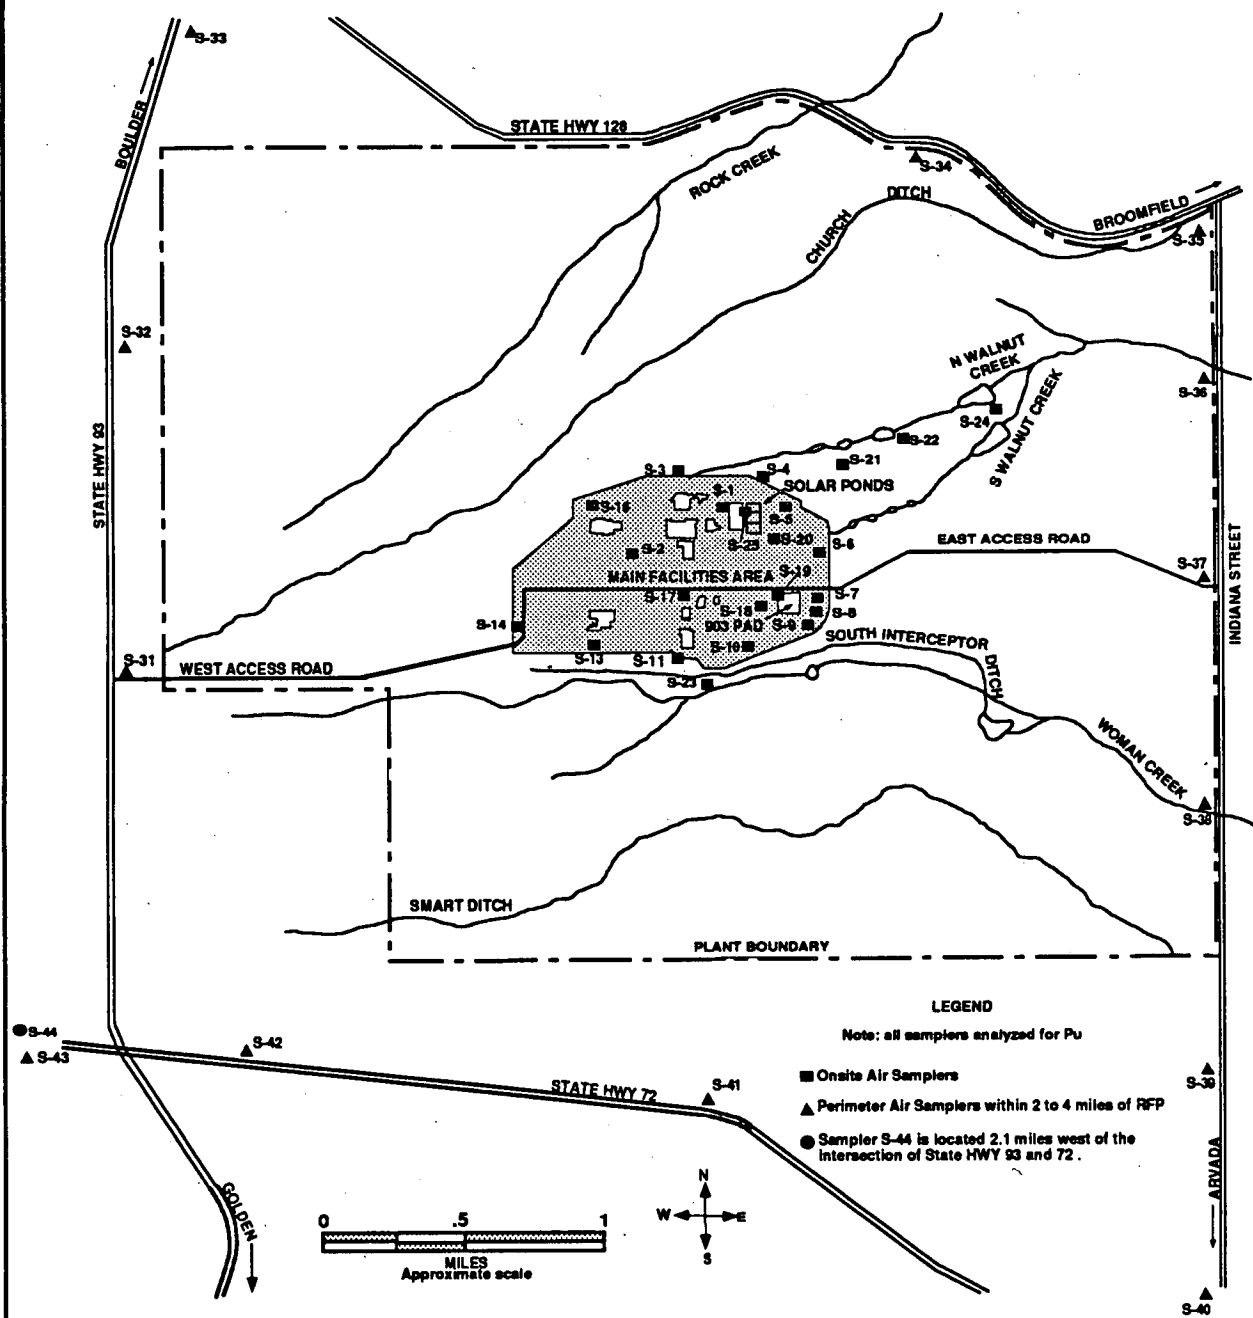 S-33
BOULDER
STATE HWY 128
ROCK CREEK
S-34
DITCH
CHURCH
BROOMFIELD
S-35
S-32
N WALNUT
CREEK
S-36
S-24
S WALNUT CREEK
S-22
S-21
STATE HWY 93
S-3
S-4
SOLAR PONDS
S-1
S-16
S-5
S-25
S-20
S-2
S-6
EAST ACCESS ROAD
MAIN FACILITIES AREA
S-19
S-37
S-17
S-7
S-18
S-8
903 PAD
S-9
S-14
SOUTH INTERCEPTOR
DITCH
INDIANA STREET
S-13
S-11
S-10
S-31
WEST ACCESS ROAD
S-23
WOMAN CREEK
S-38
SMART DITCH
PLANT BOUNDARY
LEGEND
Note: all samplers analyzed for Pu
Onsite Air Samplers
Perimeter Air Samplers within 2 to 4 miles of RFP
Sampler S-44 is located 2.1 miles west of the
intersection of State HWY 93 and 72 .
S-44
S-43
S-42
STATE HWY 72
S-41
S-39
ARVADA
GOLDEN
N
W E
S
0 .5 1
MILES
Approximate scale
S-40